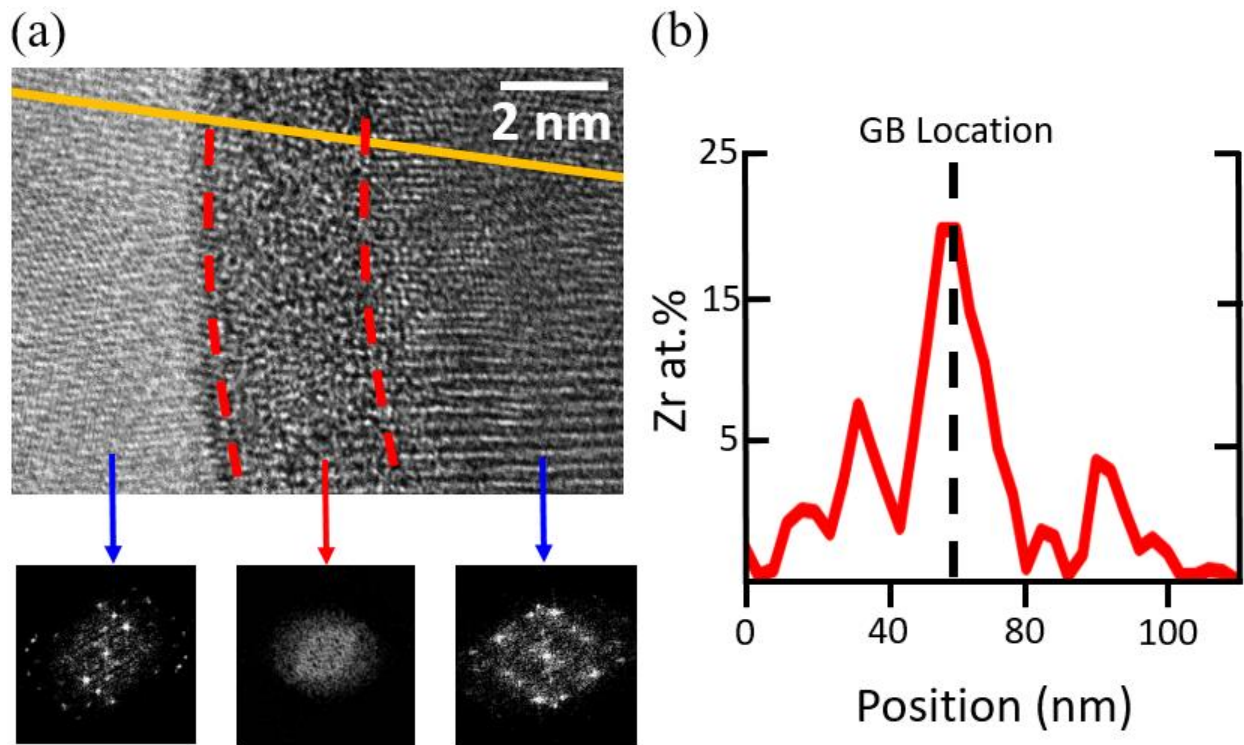 (a)
2 nm
(b)
GB Location
25
15
5
Zr at.%
0
40
80
100
Position (nm)